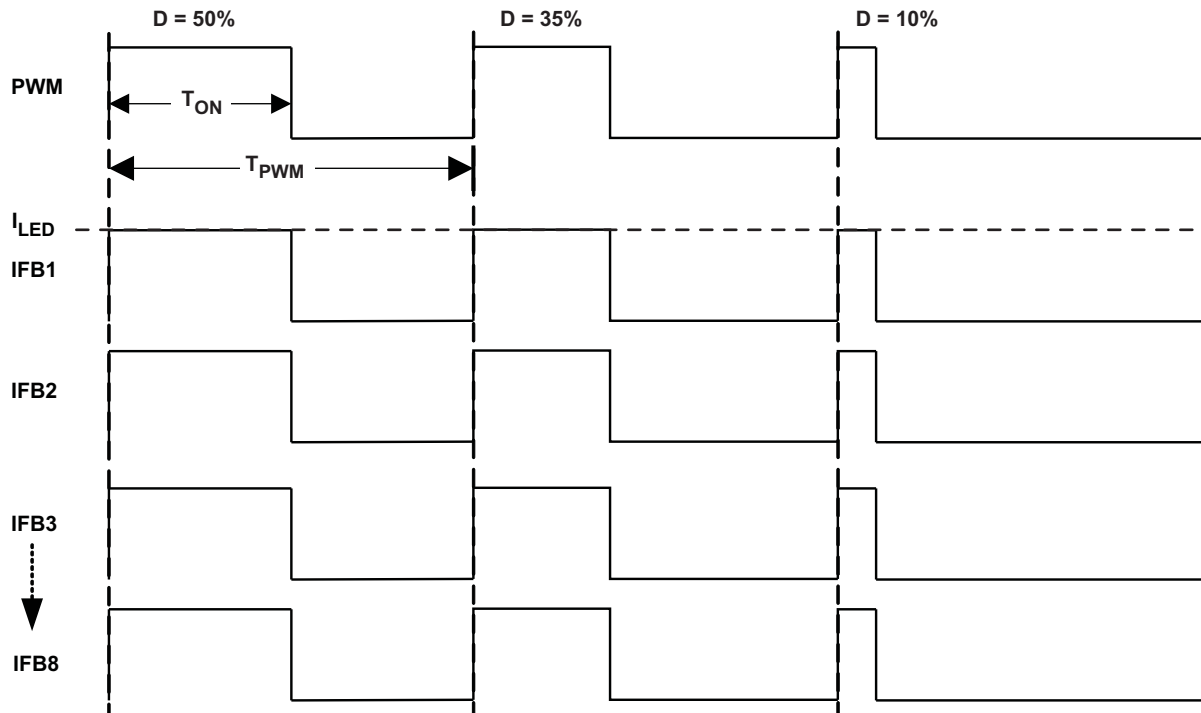 D = 50%
D = 35%
D = 10%
PWM
TON
TPWM
ILED
IFB1
IFB2
IFB3
IFB8